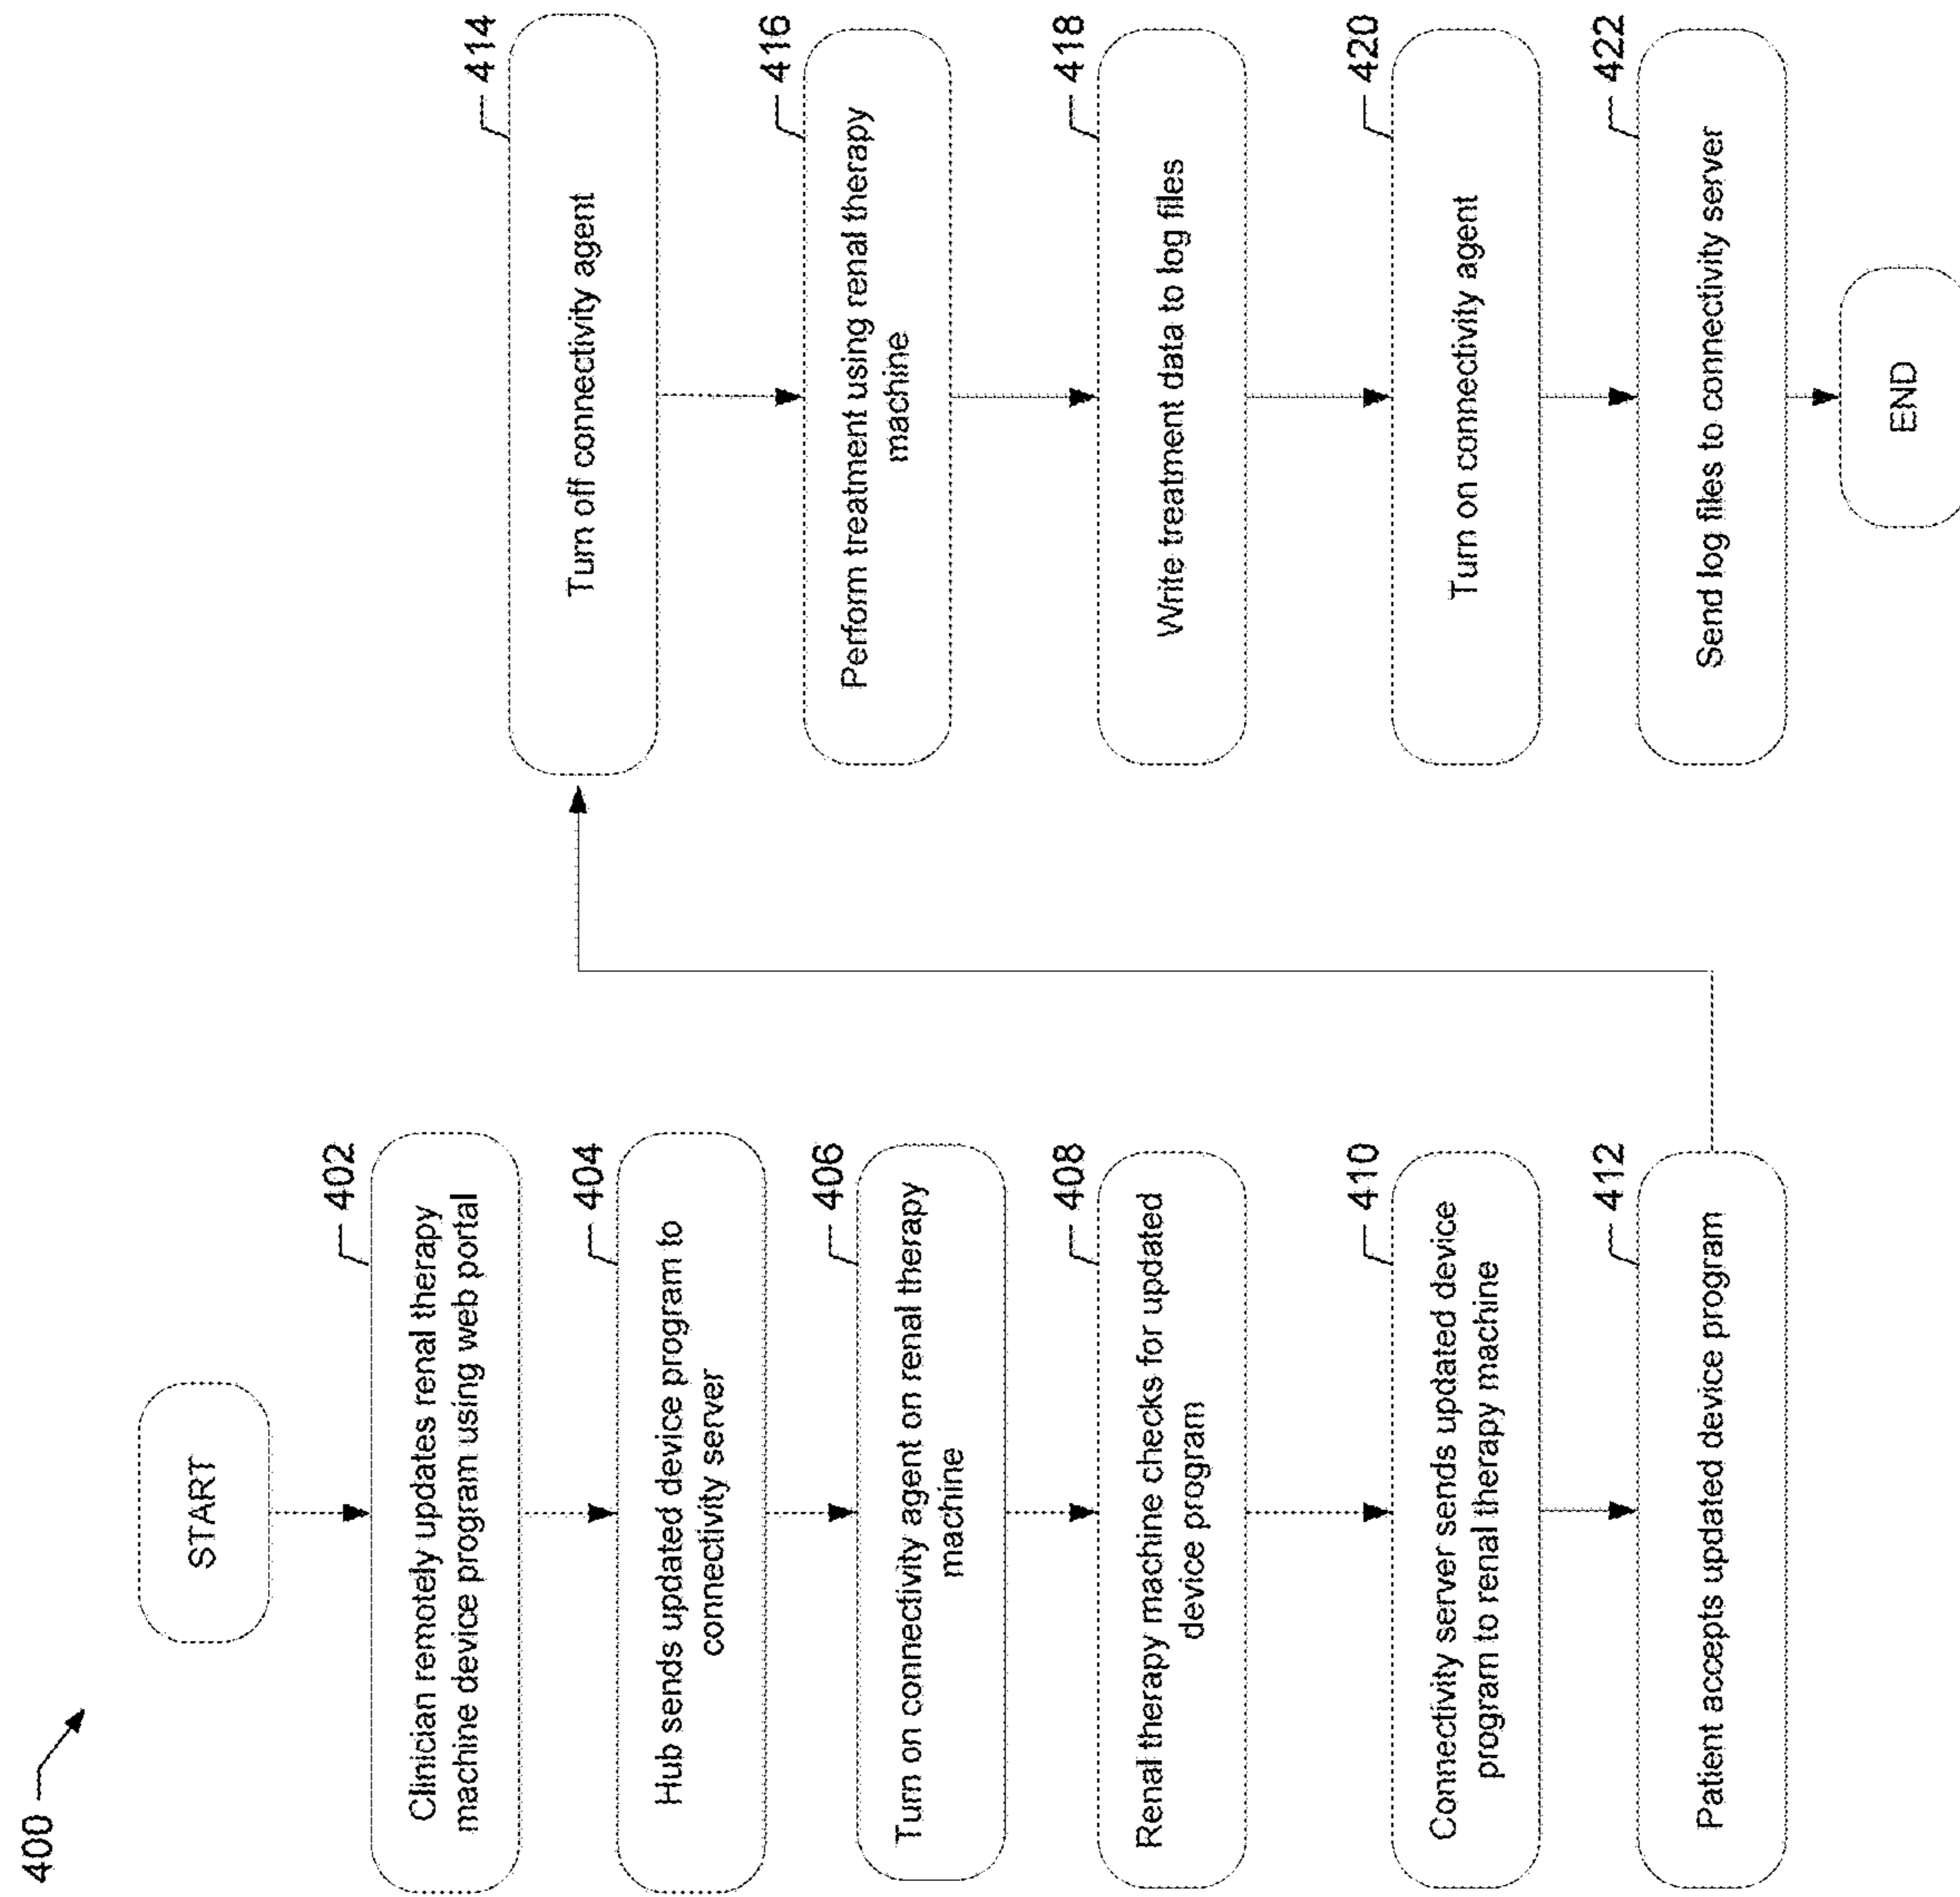 400
START
402
Clinician remotely updates renal therapy
machine device program using web portal
404
Hub sends updated device program to
connectivity server
406
Turn on connectivity agent on renal therapy
machine
408
Renal therapy machine checks for updated
device program
410
Connectivity server sends updated device
program to renal therapy machine
412
Patient accepts updated device program
414
Turn off connectivity agent
416
Perform treatment using renal therapy
machine
418
Write treatment data to log files
420
Turn on connectivity agent
422
Send log files to connectivity server
END